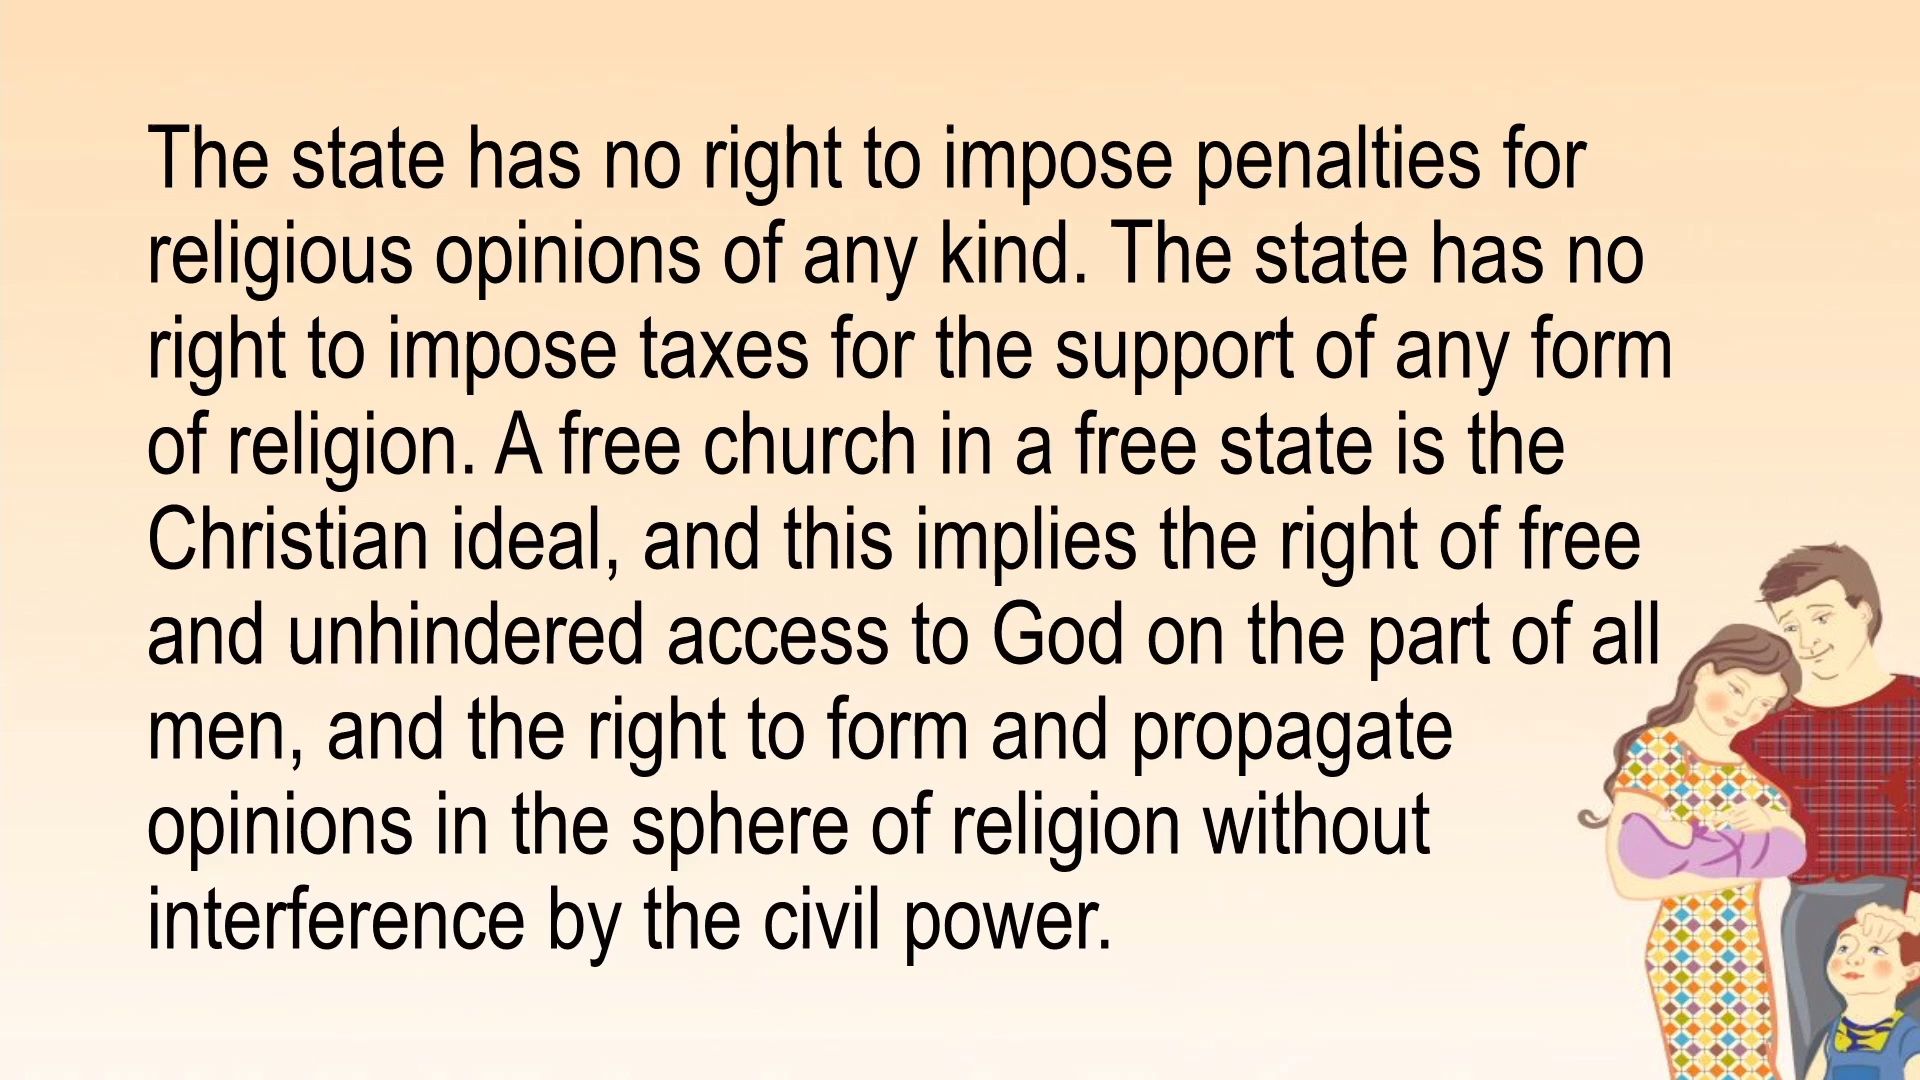 The state has no right to impose penalties for
religious opinions of any kind. The state has no
right to impose taxes for the support of any form
of religion. A free church in a free state is the
Christian ideal, and this implies the right of free
and unhindered access to God on the part of all
men, and the right to form and propagate
opinions in the sphere of religion without
interference by the civil power.